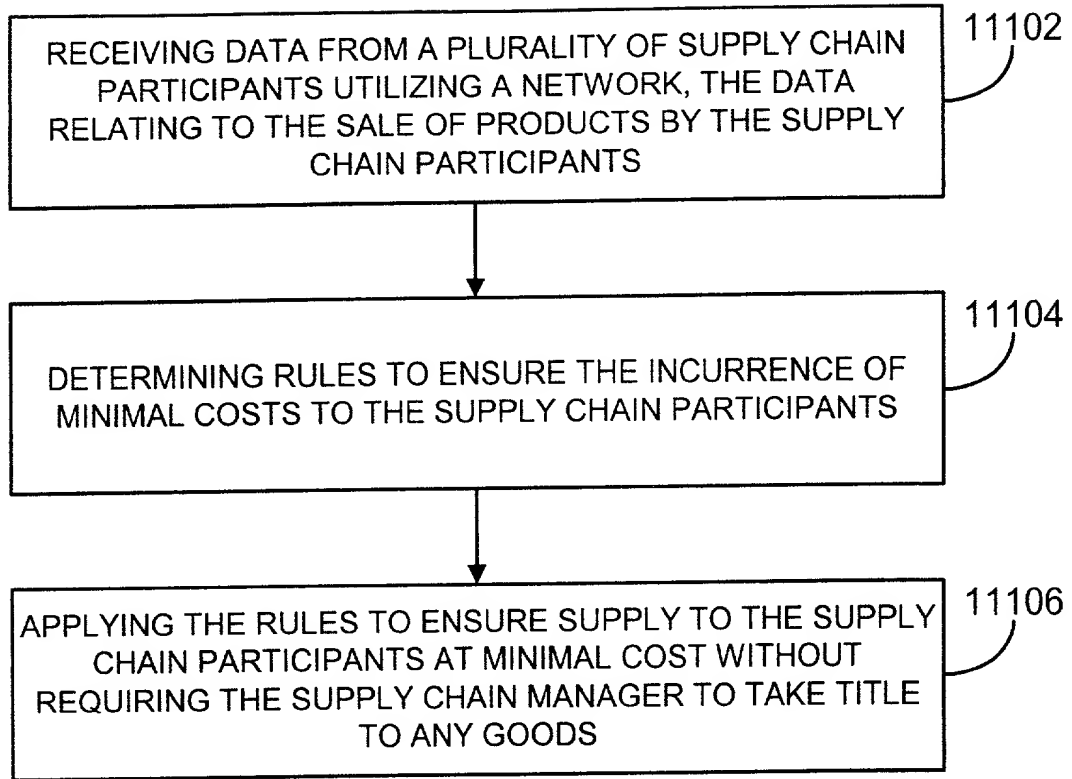 11102
RECEIVING DATA FROM A PLURALITY OF SUPPLY CHAIN
PARTICIPANTS UTILIZING A NETWORK, THE DATA
RELATING TO THE SALE OF PRODUCTS BY THE SUPPLY
CHAIN PARTICIPANTS
11104
DETERMINING RULES TO ENSURE THE INCURRENCE OF
MINIMAL COSTS TO THE SUPPLY CHAIN PARTICIPANTS
11106
APPLYING THE RULES TO ENSURE SUPPLY TO THE SUPPLY
CHAIN PARTICIPANTS AT MINIMAL COST WITHOUT
REQUIRING THE SUPPLY CHAIN MANAGER TO TAKE TITLE
TO ANY GOODS